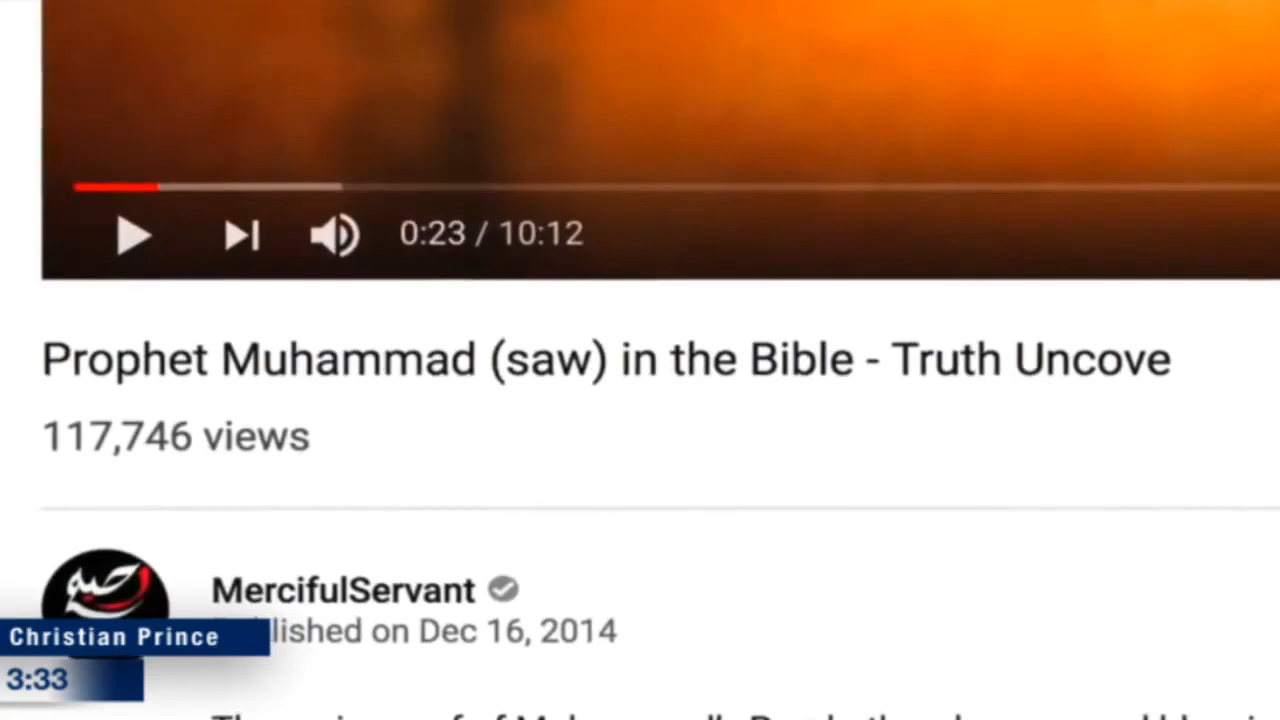 0:23 / 10:12
Prophet Muhammad (saw) in the Bible - Truth Uncove
117,746 views
MercifulServant
lished on Dec 16, 2014
Christian Prince
3:33